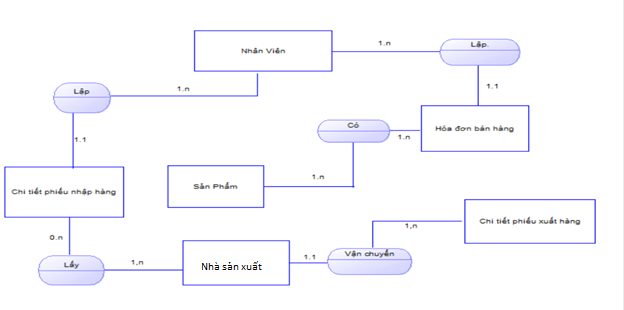 Nhân Viên
1.n
Lập.
Lập
1.n
1.1
1.1
Có
1.n
Hóa đơn bán hàng
Chi tiết phiếu nhập hàng
Sản Phẩm
1.n
Chi tiết phiếu xuất hàng
1,n
0.n
Lấy
1,n
Nhà sản xuất
1.1
Vận chuyển